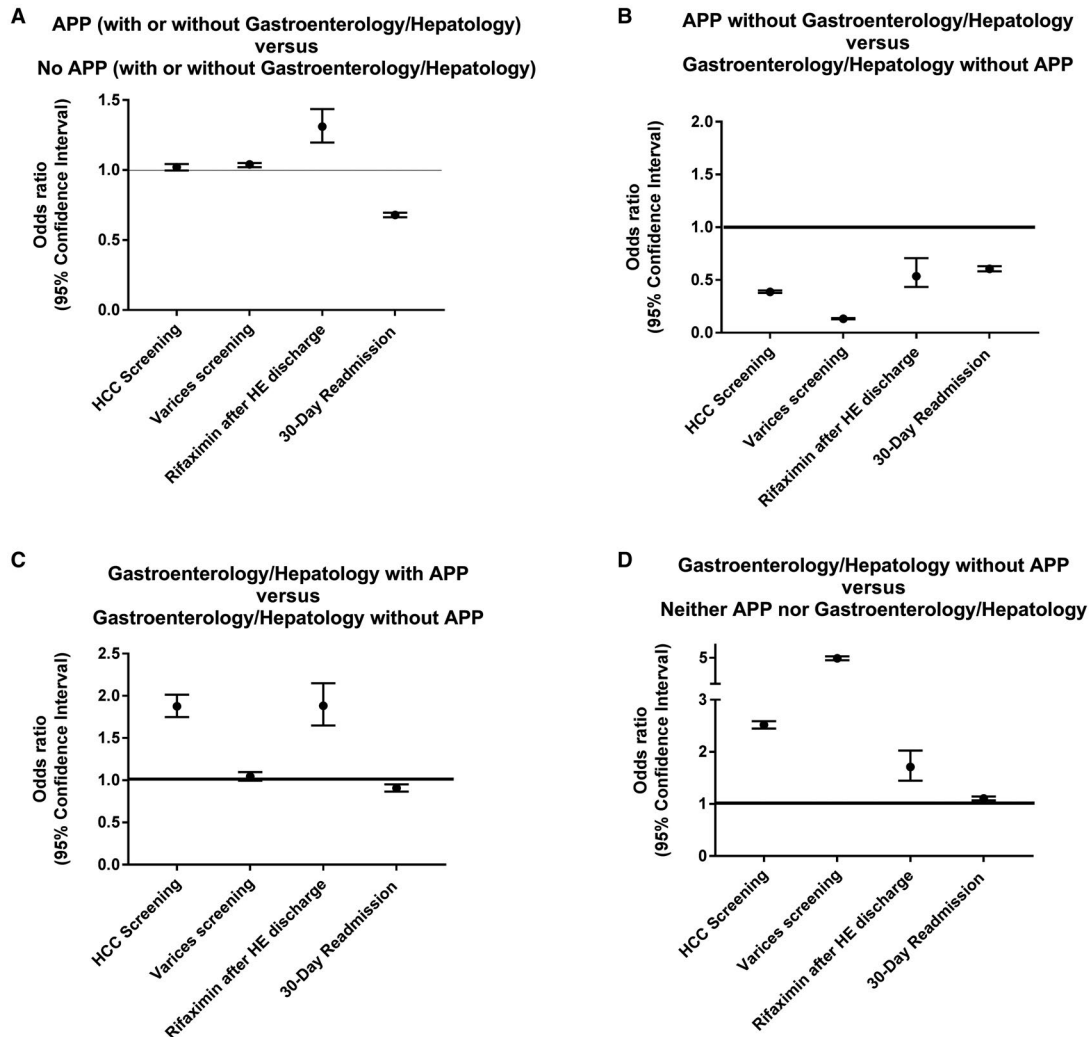 A
APP (with or without Gastroenterology/Hepatology)
versus
No APP (with or without Gastroenterology/Hepatology)
Odds ratio
(95% Confidence Interval)
1.5
1.0
0.5
0.0
HCC Screening
Varices screening
Rifaximin after HE discharge
30-Day Readmission
B
APP without Gastroenterology/Hepatology
versus
Gastroenterology/Hepatology without APP
Odds ratio
(95% Confidence Interval)
2.0
1.5
1.0
0.5
0.0
HCC Screening
Varices screening
Rifaximin after HE discharge
30-Day Readmission
C
Gastroenterology/Hepatology with APP
versus
Gastroenterology/Hepatology without APP
Odds ratio
(95% Confidence Interval)
2.5
2.0
1.5
1.0
0.5
0.0
HCC Screening
Varices screening
Rifaximin after HE discharge
30-Day Readmission
D
Gastroenterology/Hepatology without APP
versus
Neither APP nor Gastroenterology/Hepatology
Odds ratio
(95% Confidence Interval)
5
3
2
1
0
HCC Screening
Varices screening
Rifaximin after HE discharge
30-Day Readmission